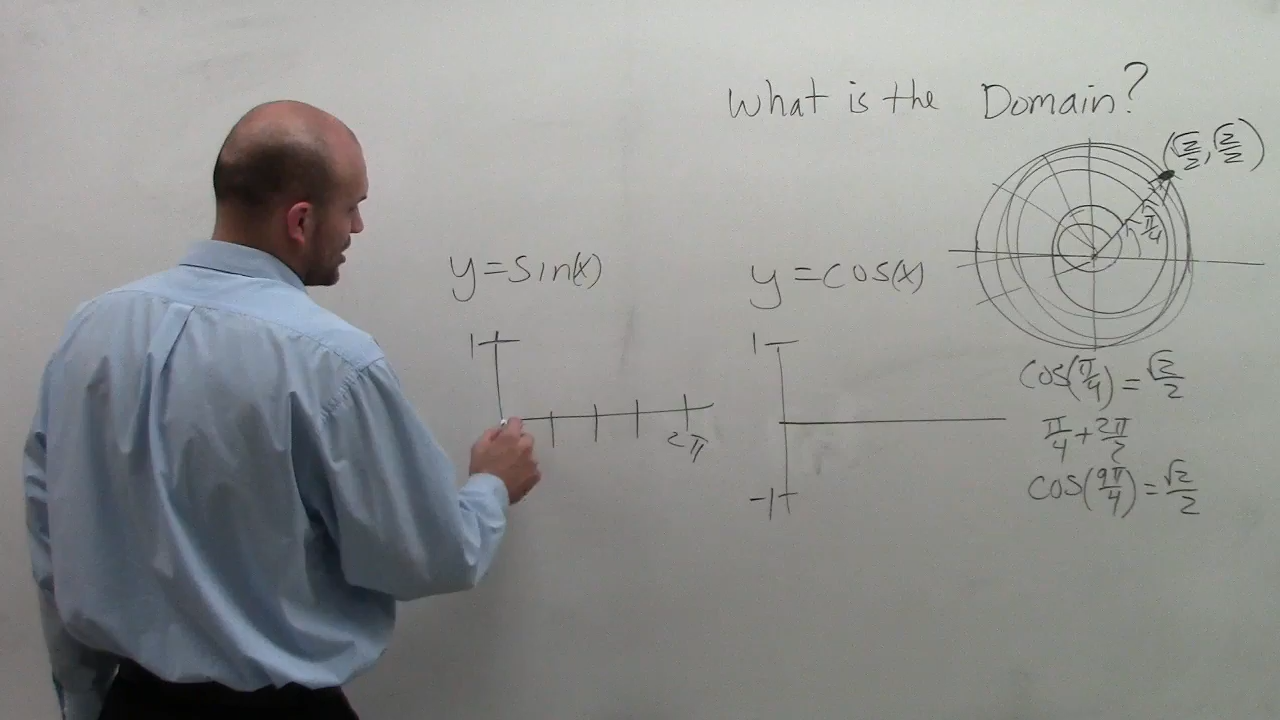 What is the Domain?
(√2/2, √2/2)
π/4
y=sin(x)
y=cos(x)
1
2π
1
-1
cos(π/4)=√2/2
π/4+2π/2
cos(9π/4)=√2/2